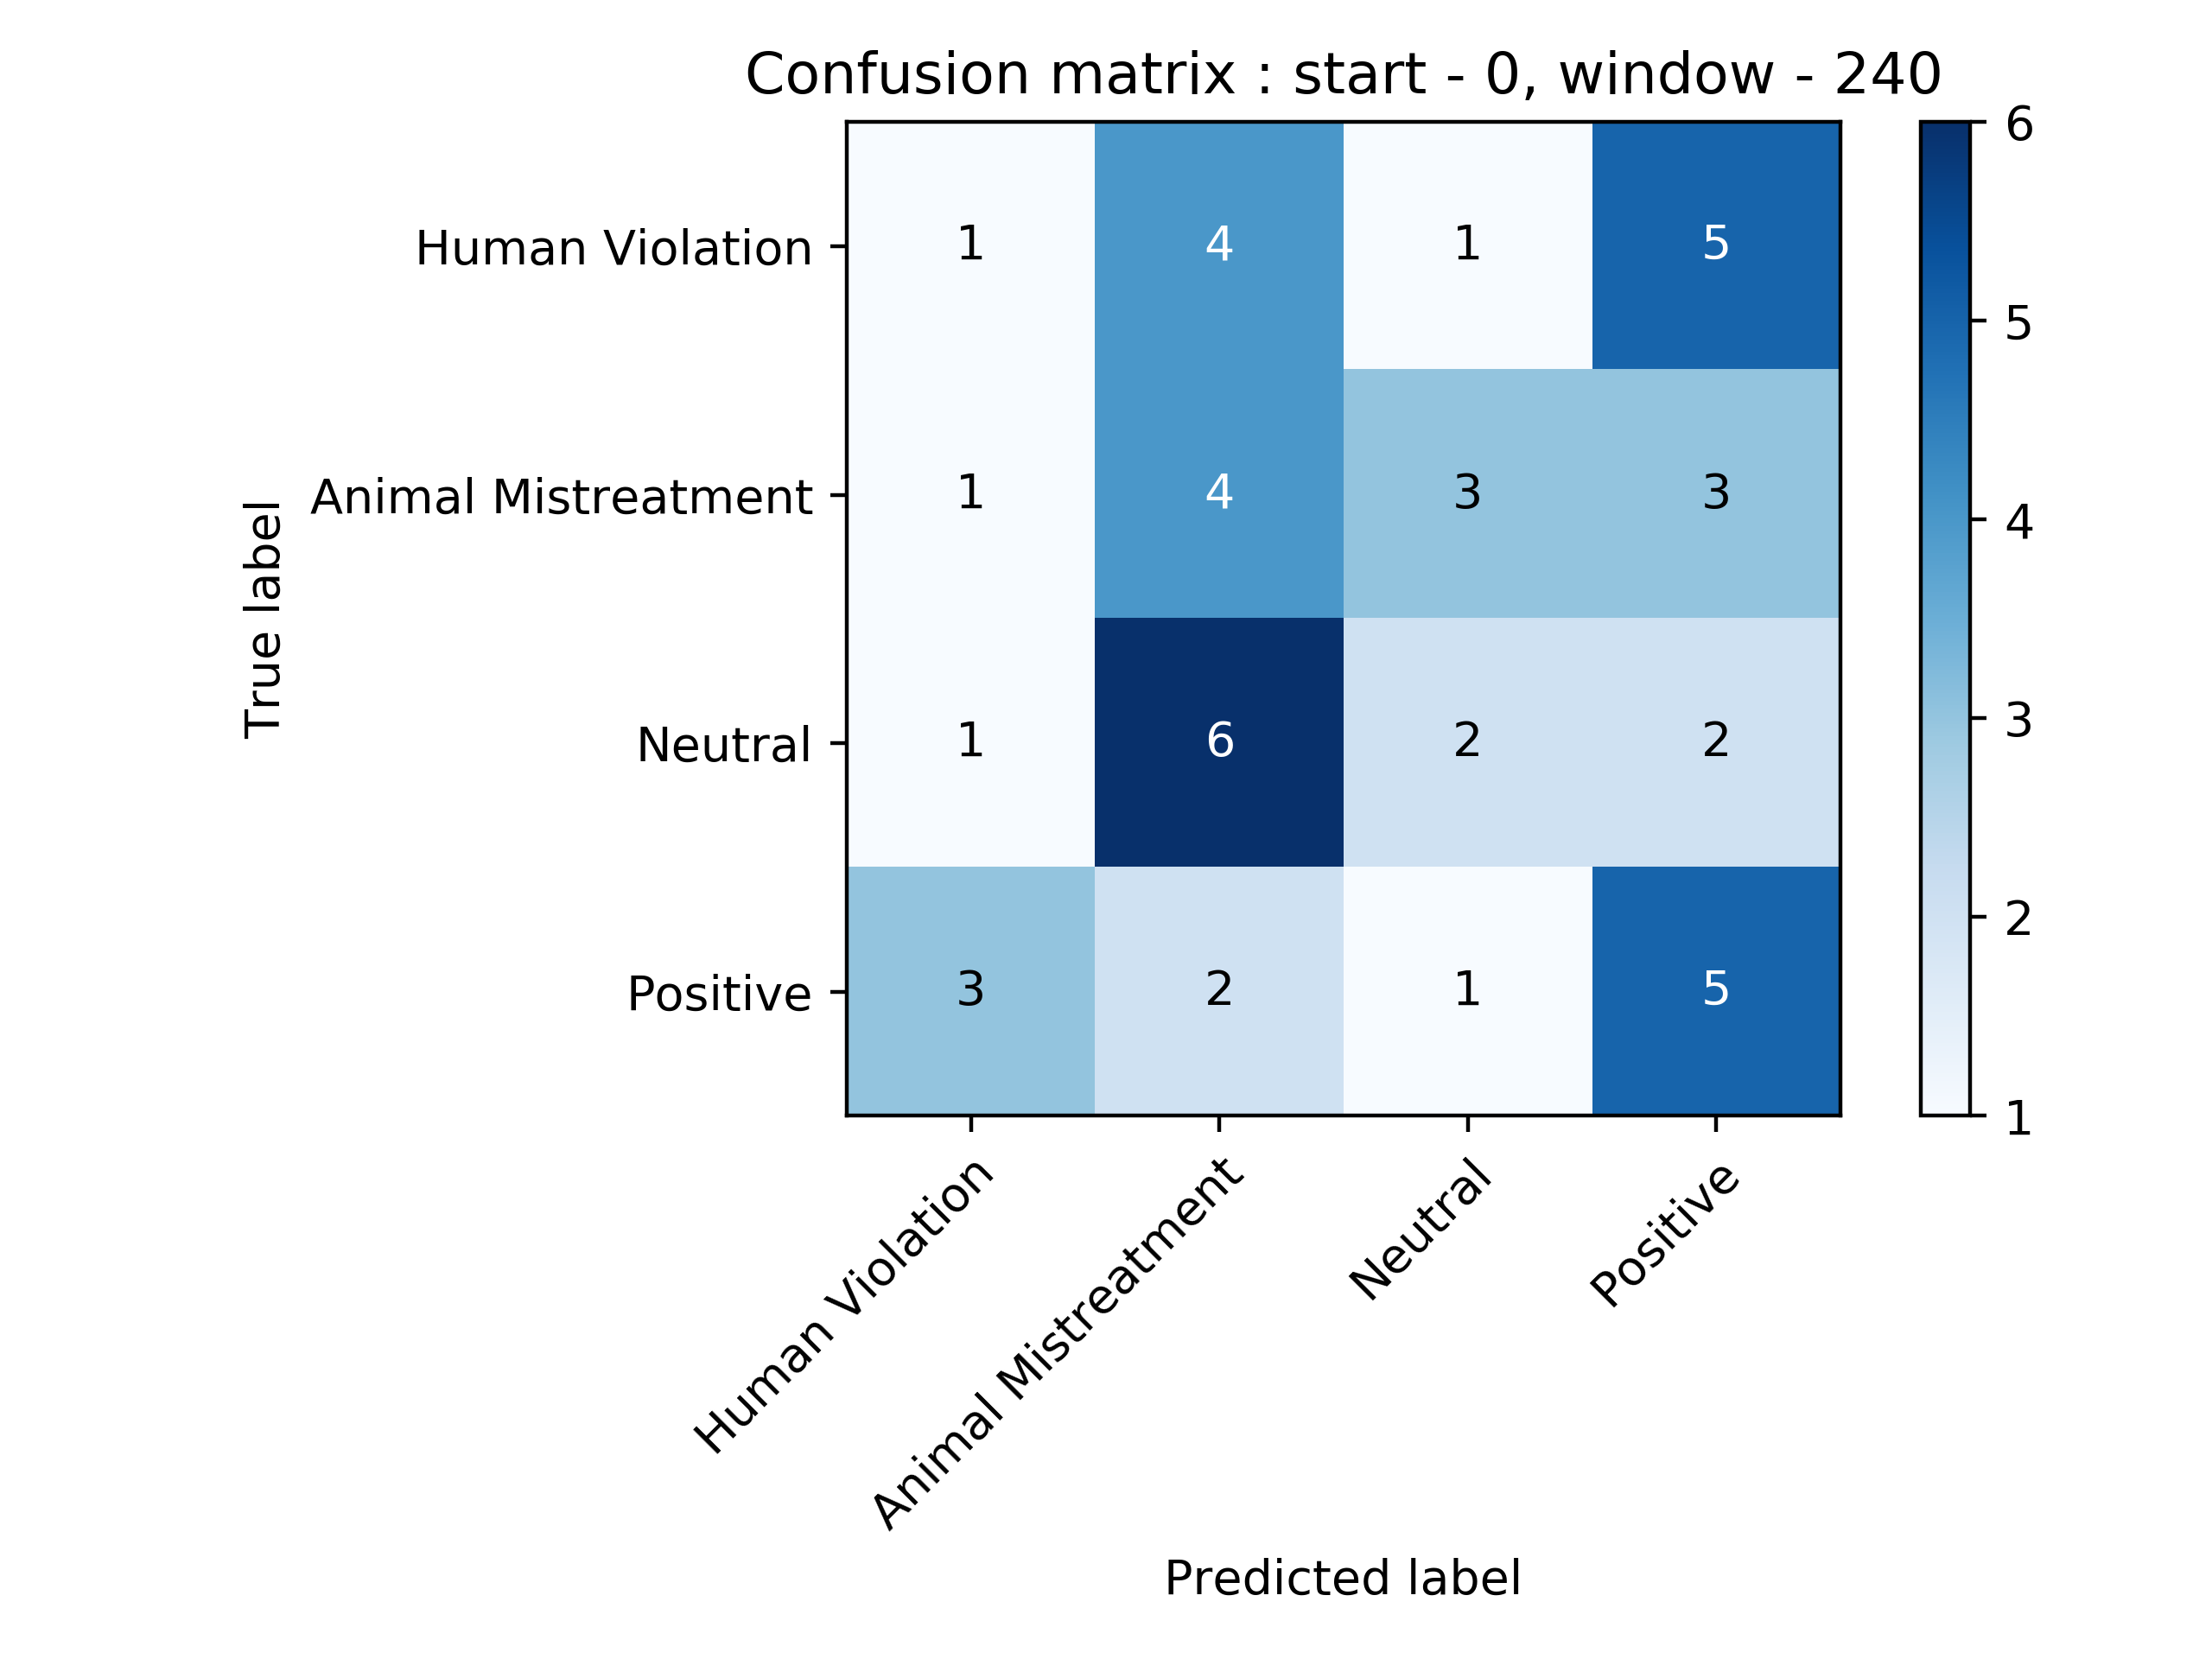 Confusion matrix : start - 0, window - 240
Human Violation 1 4 1 5
Animal Mistreatment 1 4 3 3
Neutral 1 6 2 2
Positive 3 2 1 5
True label
Human Violation
Animal Mistreatment
Neutral
Positive
Predicted label
6
5
4
3
2
1